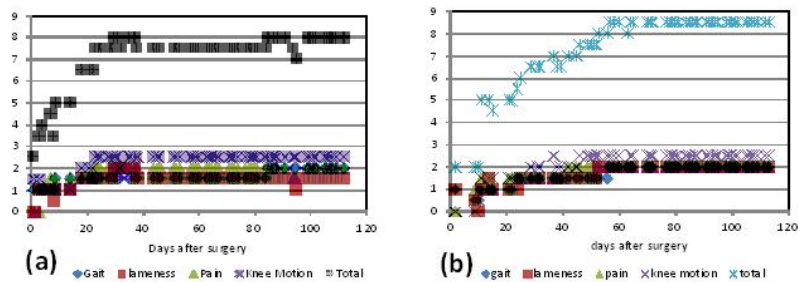 9
8
7
6
5
4
3
2
1
0
0 20 40 60 80 100 120
Days after surgery
(a)
Gait lameness Pain Knee Motion Total
9
8
7
6
5
4
3
2
1
0
0 20 40 60 80 100 120
days after surgery
(b)
gait lameness pain knee motion total